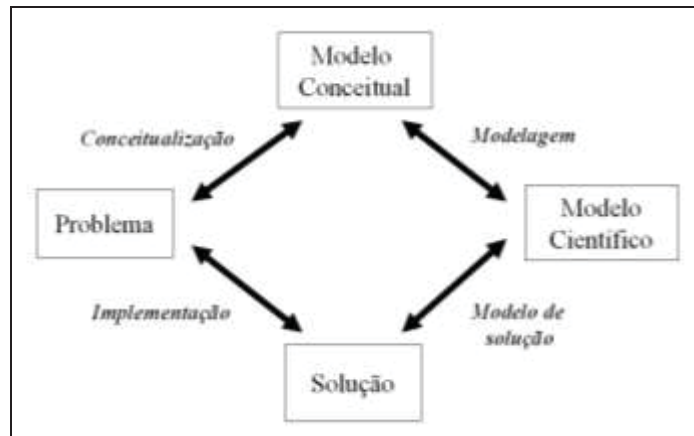 Modelo
Conceitual
Conceitualização
Modelagem
Problema
Modelo
Científico
Implementação
Modelo de
solução
Solução